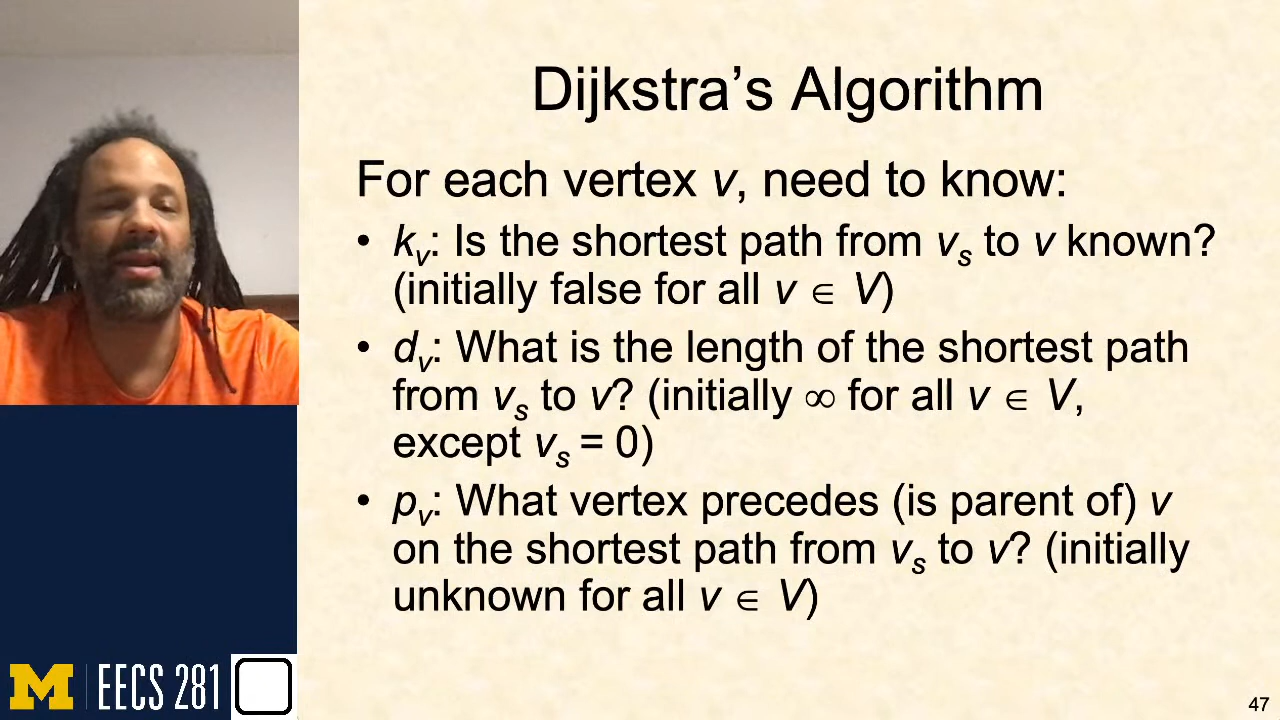 Dijkstra's Algorithm
For each vertex v, need to know:
• kv: Is the shortest path from vs to v known?
(initially false for all v ∈ V)
• dv: What is the length of the shortest path
from vs to v? (initially ∞ for all v ∈ V,
except vs = 0)
• pv: What vertex precedes (is parent of) v
on the shortest path from vs to v? (initially
unknown for all v ∈ V)
M EECS 281
47